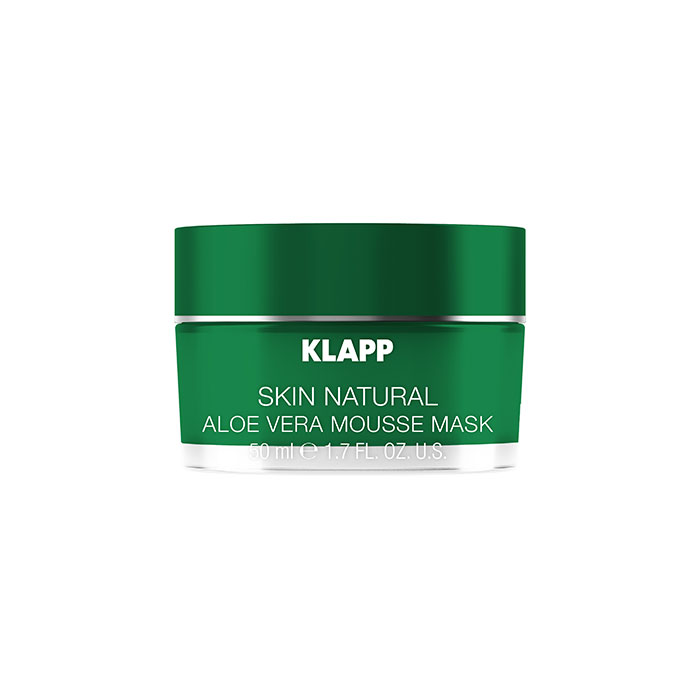 KLAPP
SKIN NATURAL
ALOE VERA MOUSSE MASK
50 ml ℮ 1.7 FL. OZ. U.S.